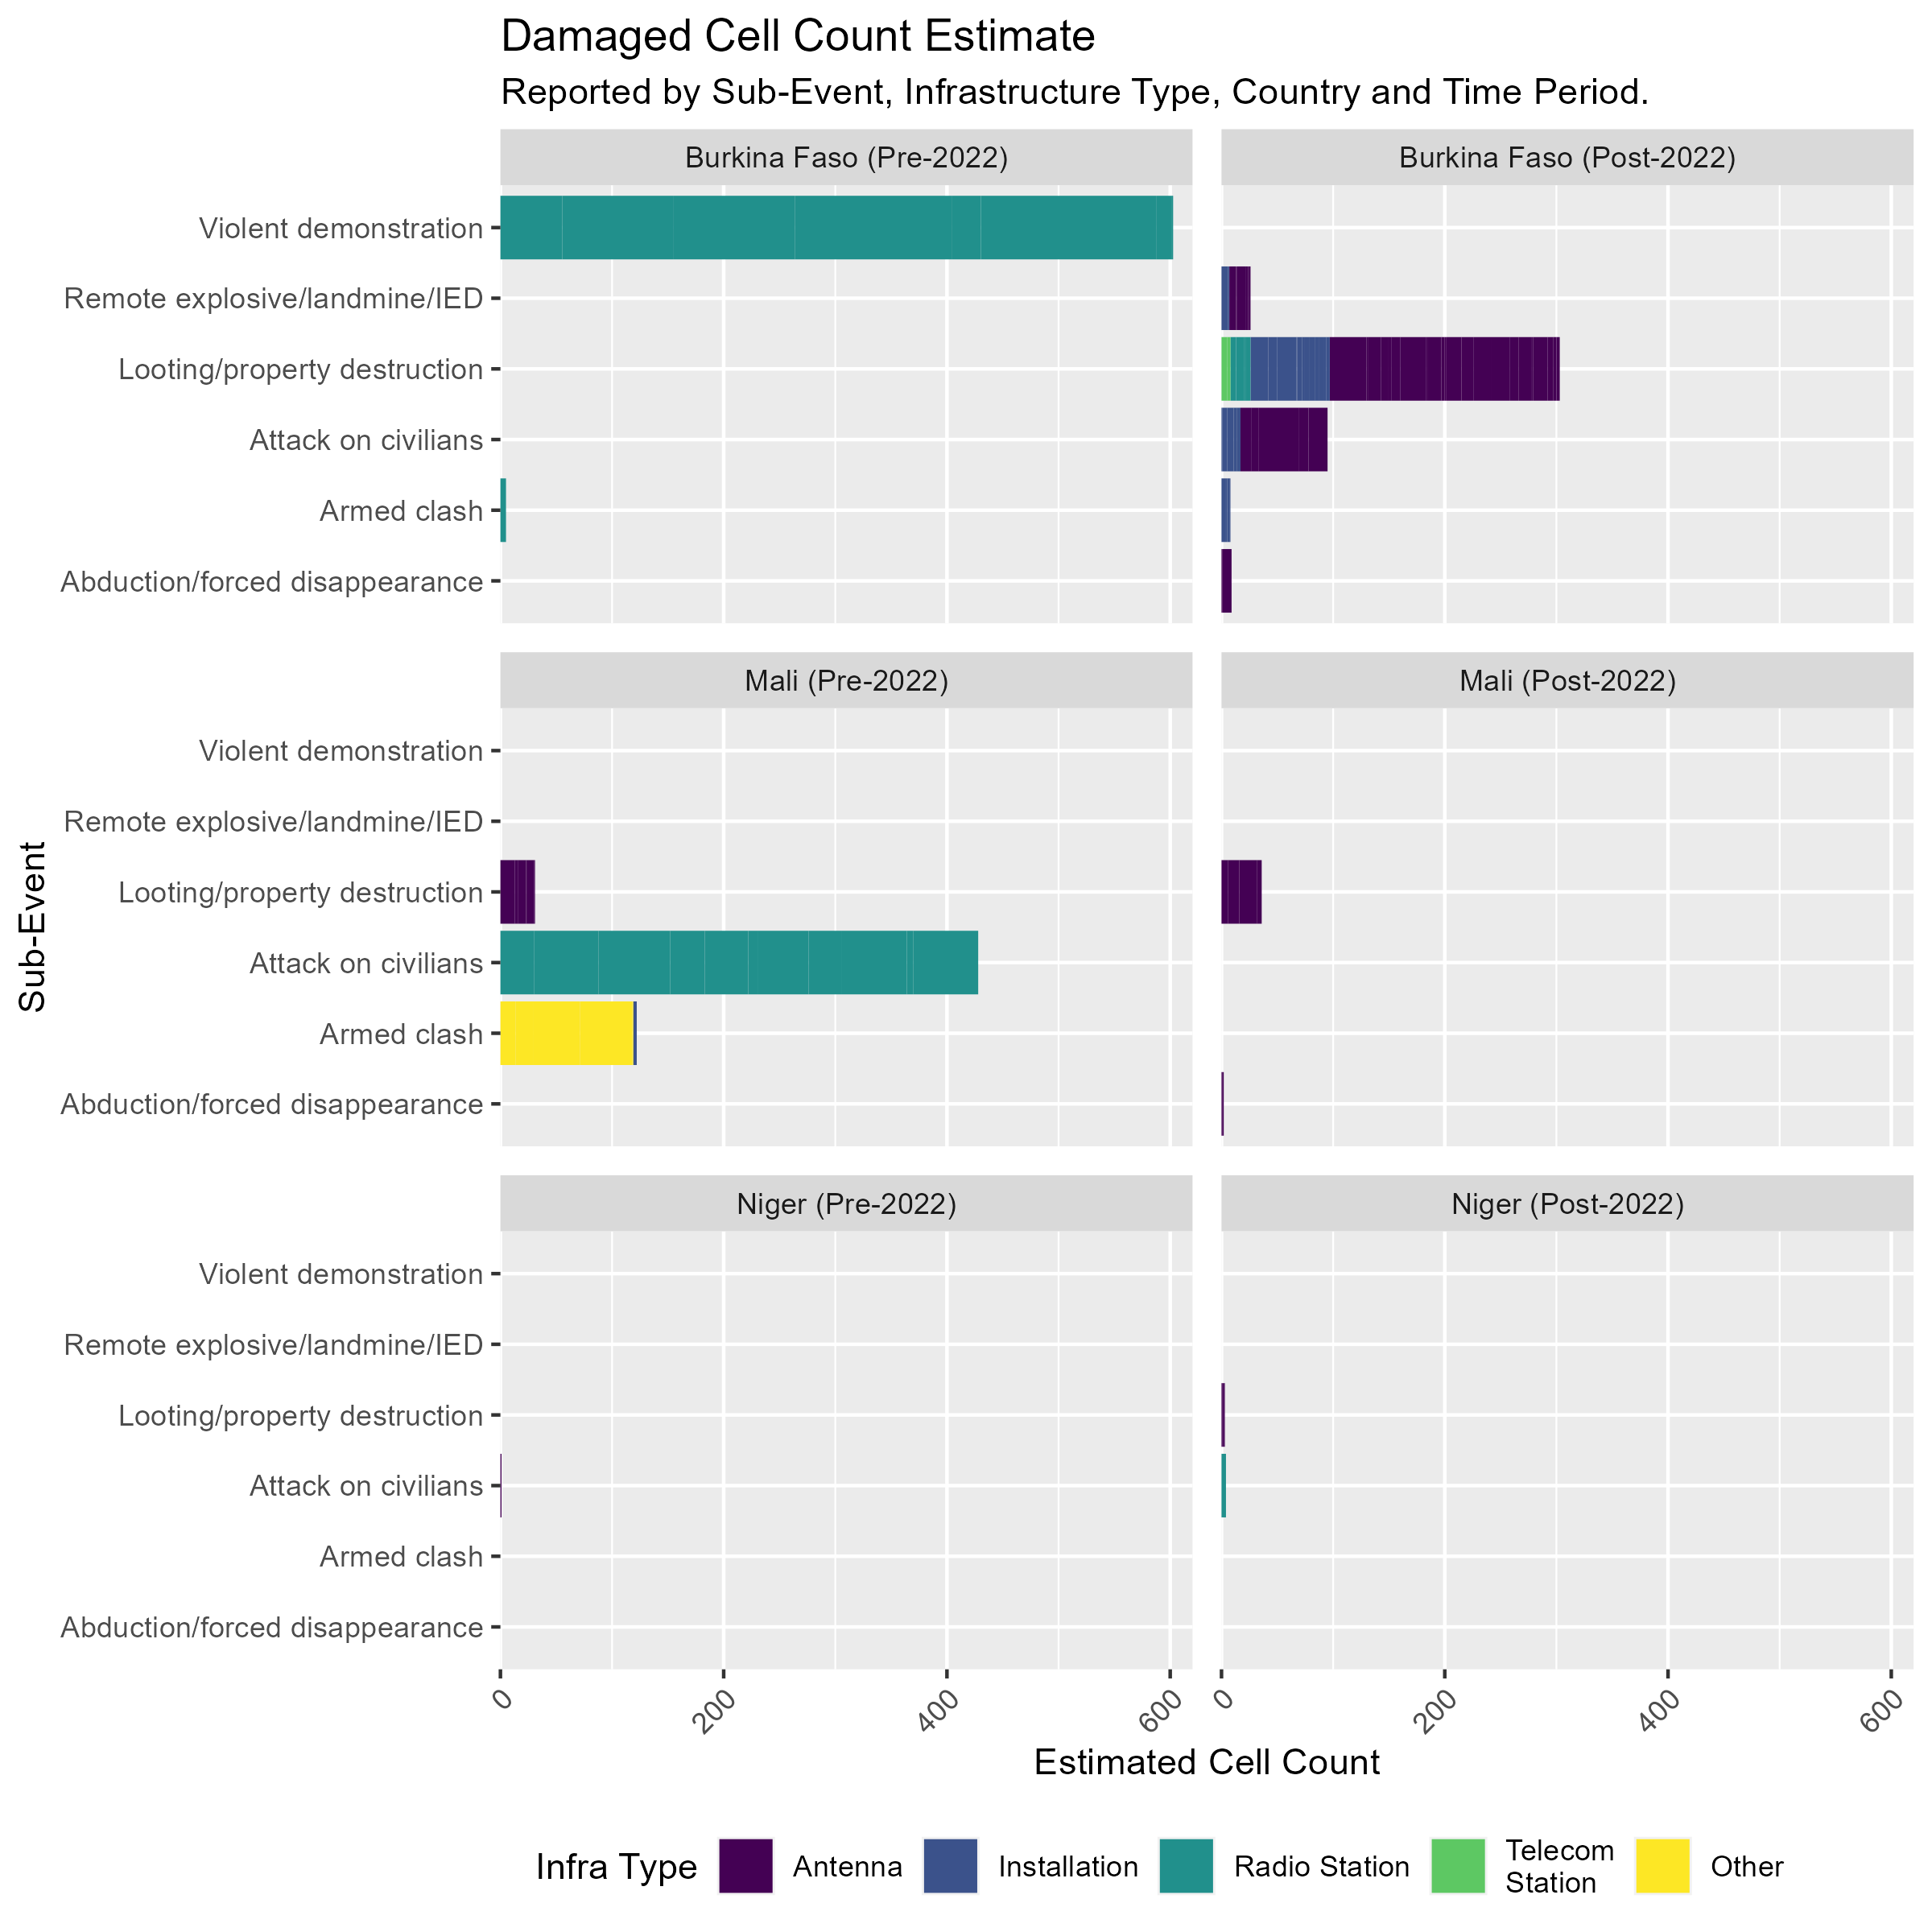 Damaged Cell Count Estimate
Reported by Sub-Event, Infrastructure Type, Country and Time Period.
Burkina Faso (Pre-2022)
Burkina Faso (Post-2022)
Violent demonstration
Remote explosive/landmine/IED
Looting/property destruction
Attack on civilians
Armed clash
Abduction/forced disappearance
Mali (Pre-2022)
Mali (Post-2022)
Violent demonstration
Remote explosive/landmine/IED
Looting/property destruction
Attack on civilians
Armed clash
Abduction/forced disappearance
Sub-Event
Niger (Pre-2022)
Niger (Post-2022)
Violent demonstration
Remote explosive/landmine/IED
Looting/property destruction
Attack on civilians
Armed clash
Abduction/forced disappearance
0 200 400 600
0 200 400 600
Estimated Cell Count
Infra Type
Antenna
Installation
Radio Station
Telecom
Station
Other